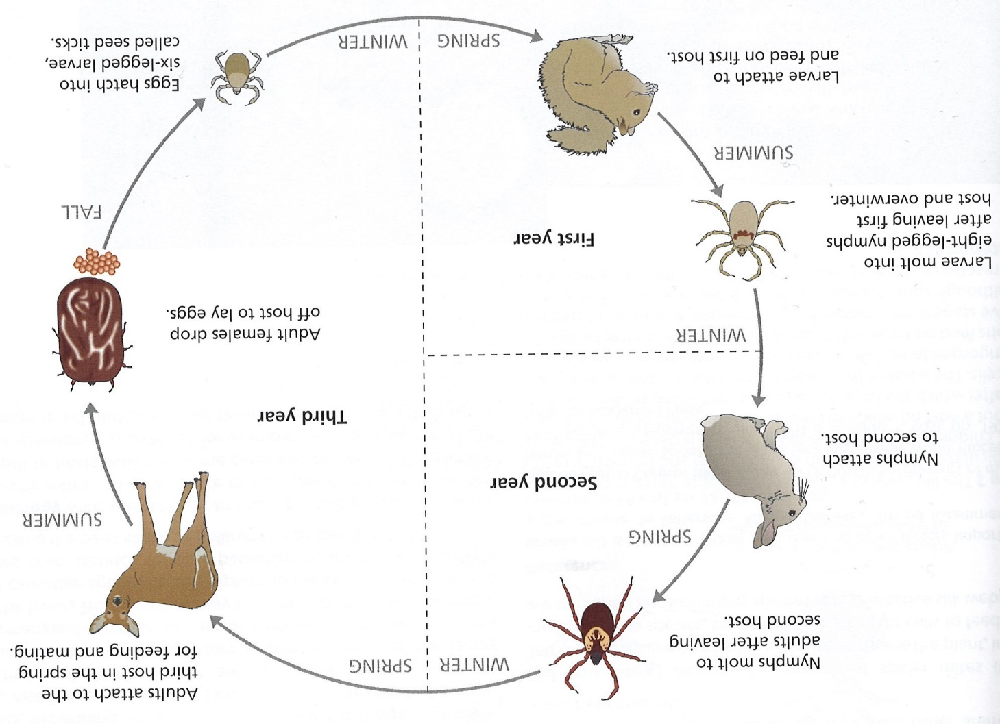 Nymphs molt to
adults after leaving
second host.
WINTER
SPRING
Adults attach to the
third host in the spring
for feeding and mating.
SPRING
SUMMER
Second year
Nymphs attach
to second host.
Third year
WINTER
Adult females drop
off host to lay eggs.
Larvae molt into
eight-legged nymphs
after leaving first
host and overwinter.
First year
FALL
SUMMER
Larvae attach to
and feed on first host.
SPRING
WINTER
Eggs hatch into
six-legged, larvae
called seed ticks.